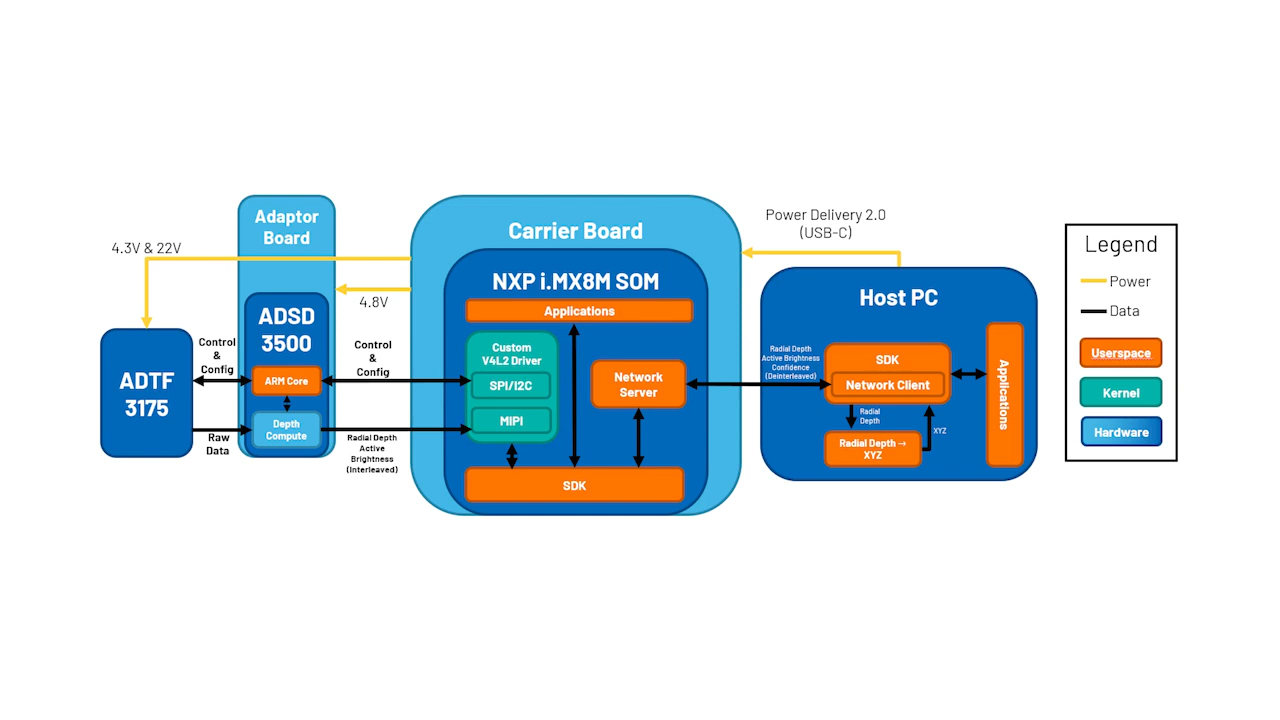 Adaptor
Board
4.3V & 22V
ADSD
3500
ARM Core
Depth
Compute
ADTF
3175
Control
&
Config
Raw
Data
4.8V
Control
&
Config
Radial Depth
Active
Brightness
(Interleaved)
Carrier Board
NXP i.MX8M SOM
Applications
Custom
V4L2 Driver
SPI/I2C
MIPI
Network
Server
SDK
Power Delivery 2.0
(USB-C)
Host PC
Radial Depth
Active Brightness
Confidence
(Deinterleaved)
SDK
Network Client
Radial
Depth
XYZ
Radial Depth →
XYZ
Applications
Legend
Power
Data
Userspace
Kernel
Hardware